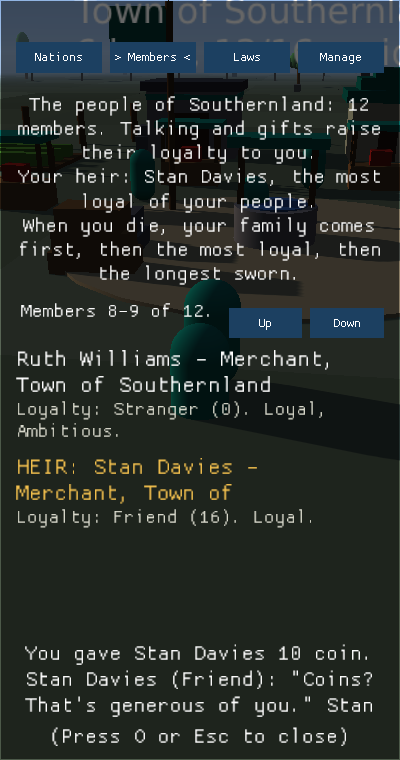 Town of Southernl
Nations
> Members <
Laws
Manage
The people of Southernland: 12
members. Talking and gifts raise
their loyalty to you.
Your heir: Stan Davies, the most
loyal of your people.
When you die, your family comes
first, then the most loyal, then
the longest sworn.
Members 8-9 of 12.
Up
Down
Ruth Williams - Merchant,
Town of Southernland
Loyalty: Stranger (0). Loyal,
Ambitious.
HEIR: Stan Davies -
Merchant, Town of
Loyalty: Friend (16). Loyal.
You gave Stan Davies 10 coin.
Stan Davies (Friend): "Coins?
That's generous of you." Stan
(Press O or Esc to close)